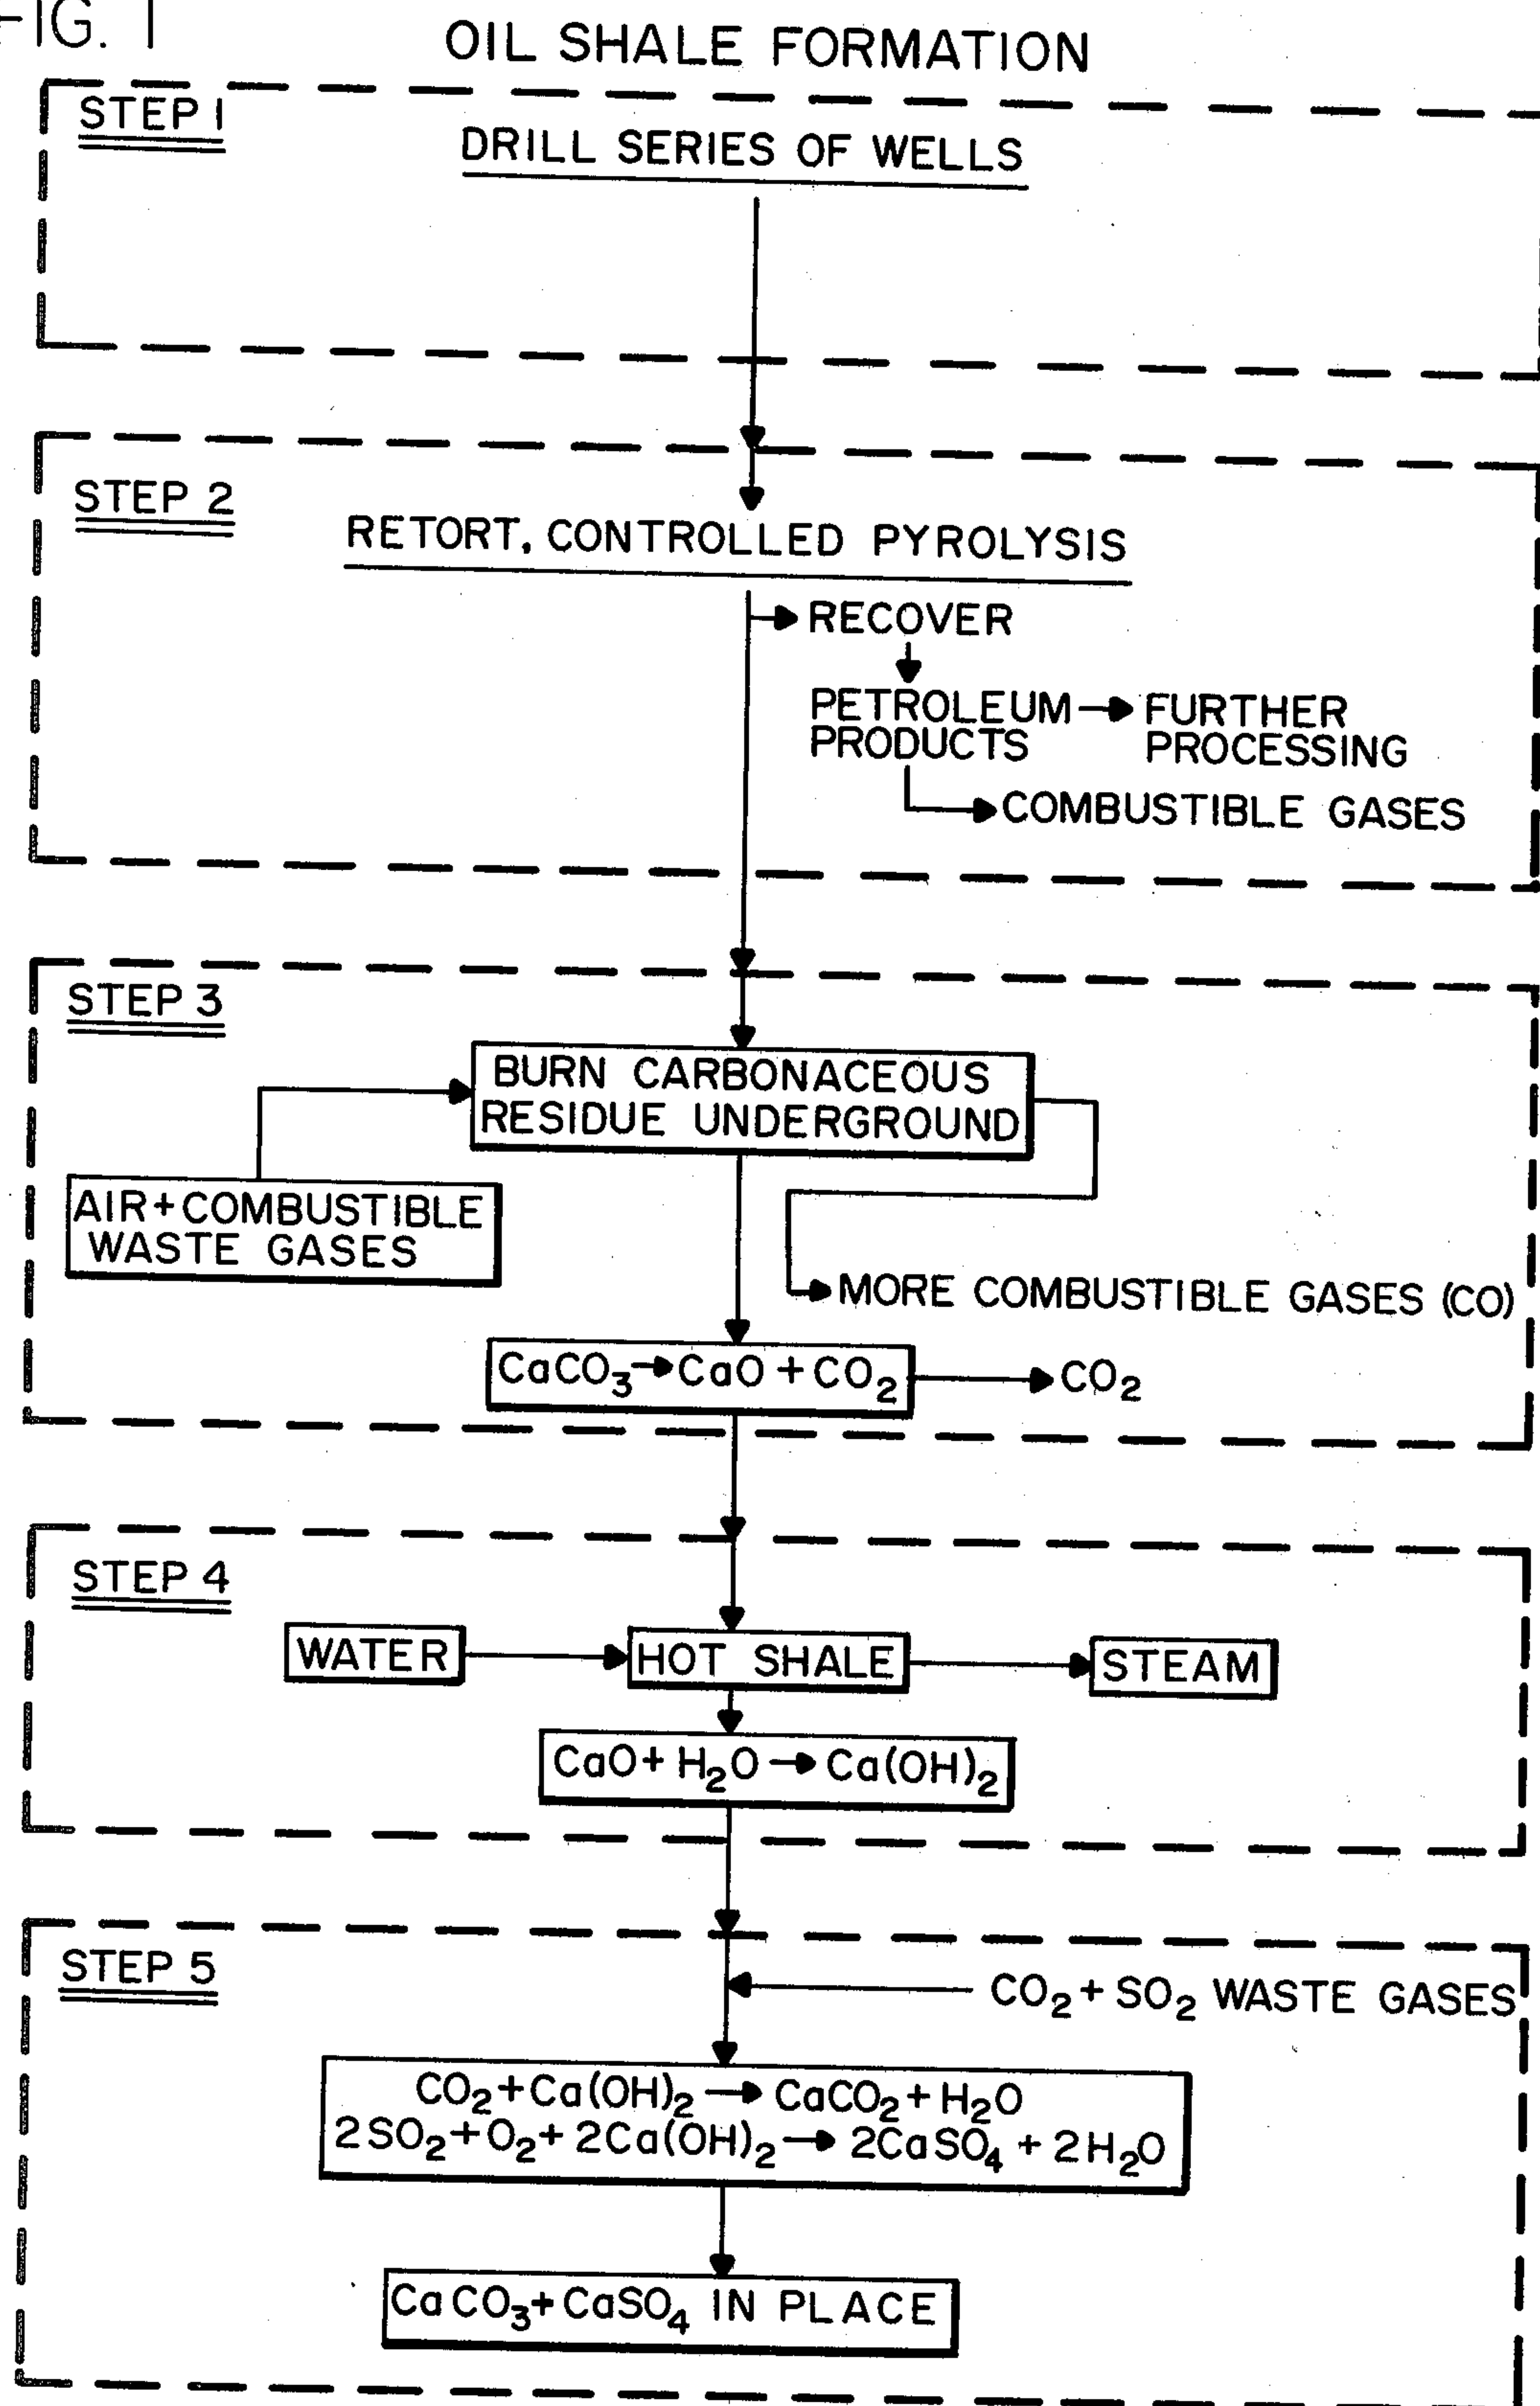 FIG. 1
OIL SHALE FORMATION
STEP 1
DRILL SERIES OF WELLS
STEP 2
RETORT, CONTROLLED PYROLYSIS
RECOVER
PETROLEUM → FURTHER
PRODUCTS PROCESSING
COMBUSTIBLE GASES
STEP 3
BURN CARBONACEOUS
RESIDUE UNDERGROUND
AIR+COMBUSTIBLE
WASTE GASES
MORE COMBUSTIBLE GASES (CO)
CaCO₃→CaO + CO₂ → CO₂
STEP 4
WATER → HOT SHALE → STEAM
CaO+ H₂O → Ca(OH)₂
STEP 5
CO₂+ SO₂ WASTE GASES
CO₂+Ca(OH)₂ → CaCO₂+H₂O
2SO₂+O₂+ 2Ca(OH)₂ → 2CaSO₄ + 2H₂O
CaCO₃+ CaSO₄ IN PLACE